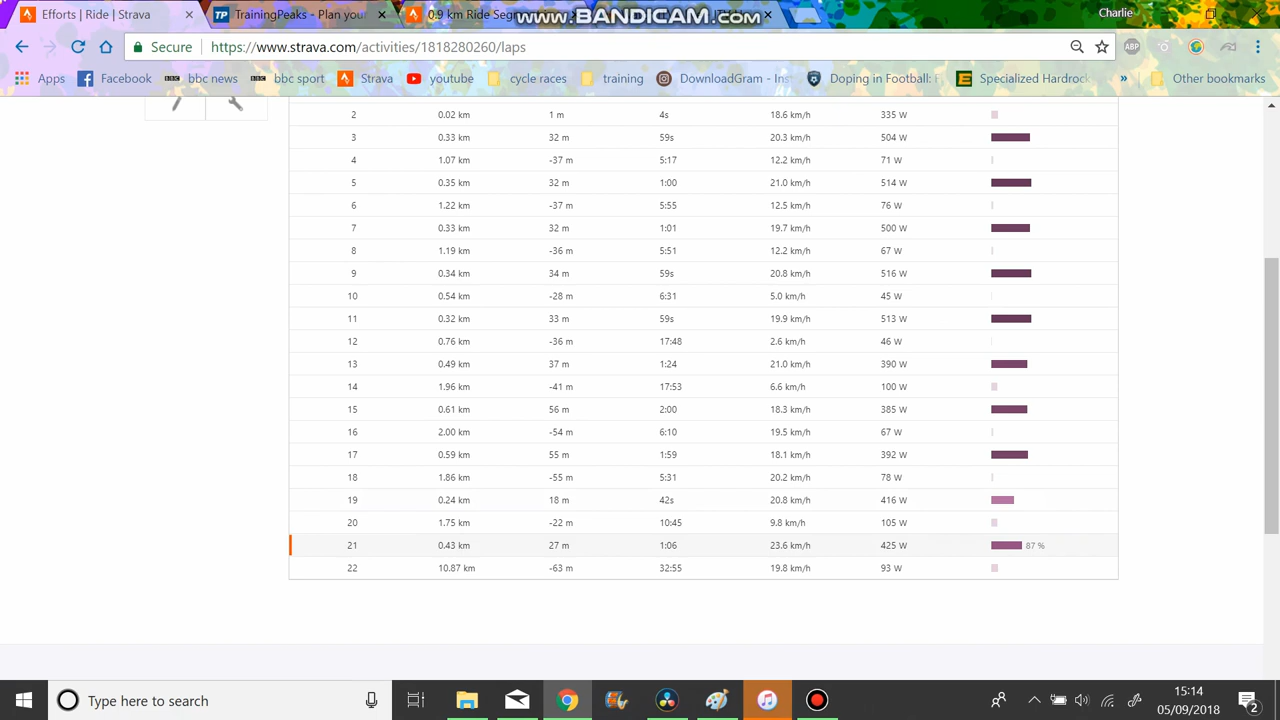 Efforts | Ride | Strava
TrainingPeaks - Plan your
0.9 km Ride Seg
www.BANDICAM.com
Charlie
Secure
https://www.strava.com/activities/1818280260/laps
ABP
Apps
Facebook
bbc news
bbc sport
Strava
youtube
cycle races
training
DownloadGram - Ins
Doping in Football: F
Specialized Hardrock
»
Other bookmarks
2 0.02 km 1 m 4s 18.6 km/h 335 W
3 0.33 km 32 m 59s 20.3 km/h 504 W
4 1.07 km -37 m 5:17 12.2 km/h 71 W
5 0.35 km 32 m 1:00 21.0 km/h 514 W
6 1.22 km -37 m 5:55 12.5 km/h 76 W
7 0.33 km 32 m 1:01 19.7 km/h 500 W
8 1.19 km -36 m 5:51 12.2 km/h 67 W
9 0.34 km 34 m 59s 20.8 km/h 516 W
10 0.54 km -28 m 6:31 5.0 km/h 45 W
11 0.32 km 33 m 59s 19.9 km/h 513 W
12 0.76 km -36 m 17:48 2.6 km/h 46 W
13 0.49 km 37 m 1:24 21.0 km/h 390 W
14 1.96 km -41 m 17:53 6.6 km/h 100 W
15 0.61 km 56 m 2:00 18.3 km/h 385 W
16 2.00 km -54 m 6:10 19.5 km/h 67 W
17 0.59 km 55 m 1:59 18.1 km/h 392 W
18 1.86 km -55 m 5:31 20.2 km/h 78 W
19 0.24 km 18 m 42s 20.8 km/h 416 W
20 1.75 km -22 m 10:45 9.8 km/h 105 W
21 0.43 km 27 m 1:06 23.6 km/h 425 W 87 %
22 10.87 km -63 m 32:55 19.8 km/h 93 W
Type here to search
15:14
05/09/2018
2